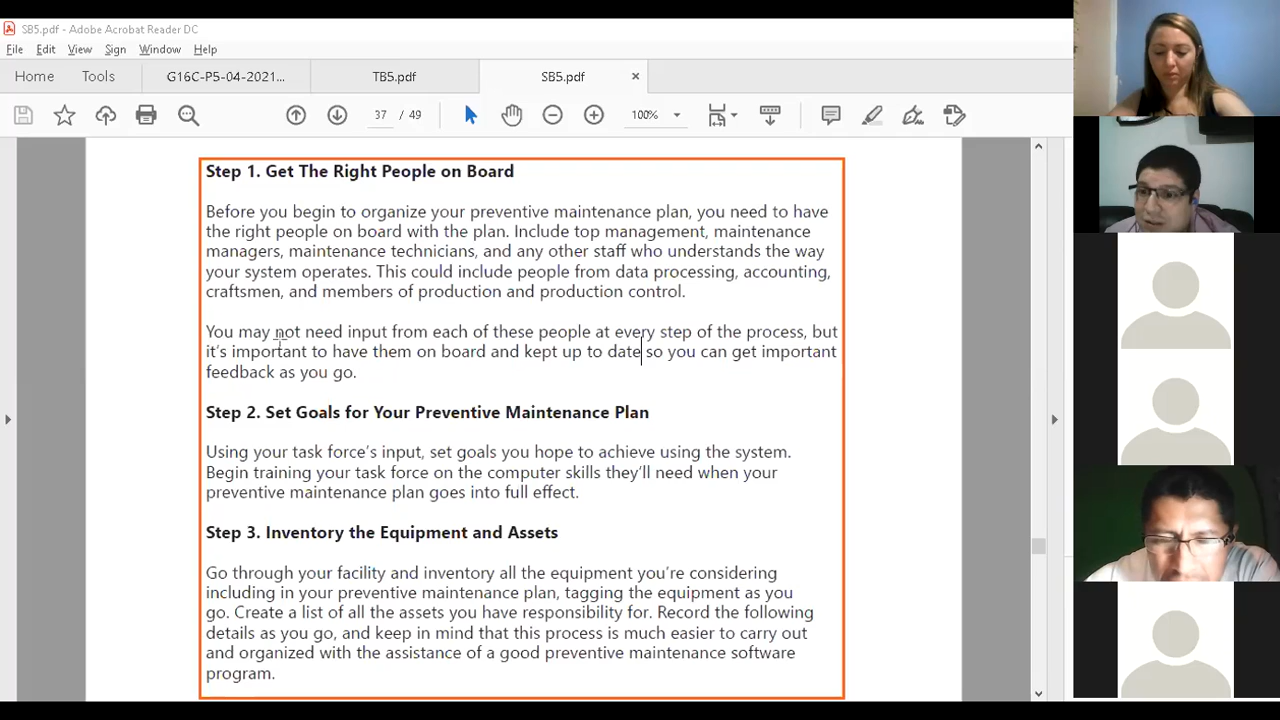 SB5.pdf - Adobe Acrobat Reader DC
File Edit View Sign Window Help
Home Tools G16C-P5-04-2021... TB5.pdf SB5.pdf ×
37 / 49 100%
Step 1. Get The Right People on Board
Before you begin to organize your preventive maintenance plan, you need to have
the right people on board with the plan. Include top management, maintenance
managers, maintenance technicians, and any other staff who understands the way
your system operates. This could include people from data processing, accounting,
craftsmen, and members of production and production control.
You may not need input from each of these people at every step of the process, but
it's important to have them on board and kept up to date so you can get important
feedback as you go.
Step 2. Set Goals for Your Preventive Maintenance Plan
Using your task force's input, set goals you hope to achieve using the system.
Begin training your task force on the computer skills they'll need when your
preventive maintenance plan goes into full effect.
Step 3. Inventory the Equipment and Assets
Go through your facility and inventory all the equipment you're considering
including in your preventive maintenance plan, tagging the equipment as you
go. Create a list of all the assets you have responsibility for. Record the following
details as you go, and keep in mind that this process is much easier to carry out
and organized with the assistance of a good preventive maintenance software
program.